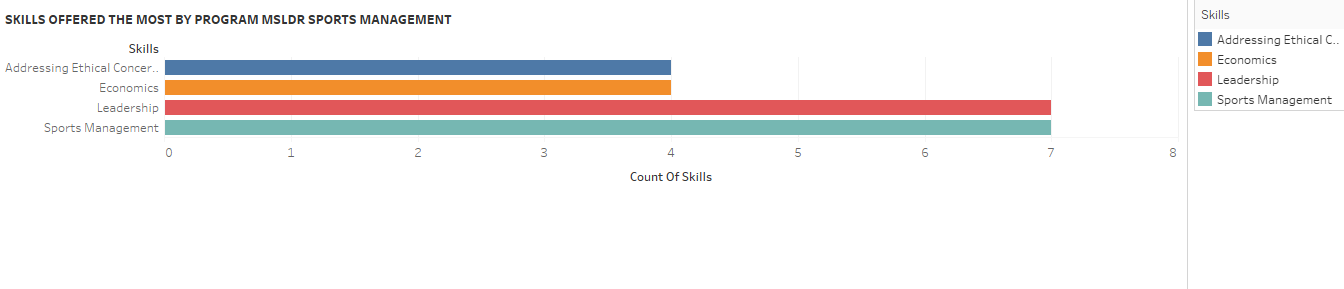 SKILLS OFFERED THE MOST BY PROGRAM MSLDR SPORTS MANAGEMENT
Skills
Addressing Ethical Concer..
Economics
Leadership
Sports Management
0 1 2 3 4 5 6 7 8
Count Of Skills
Skills
Addressing Ethical C..
Economics
Leadership
Sports Management